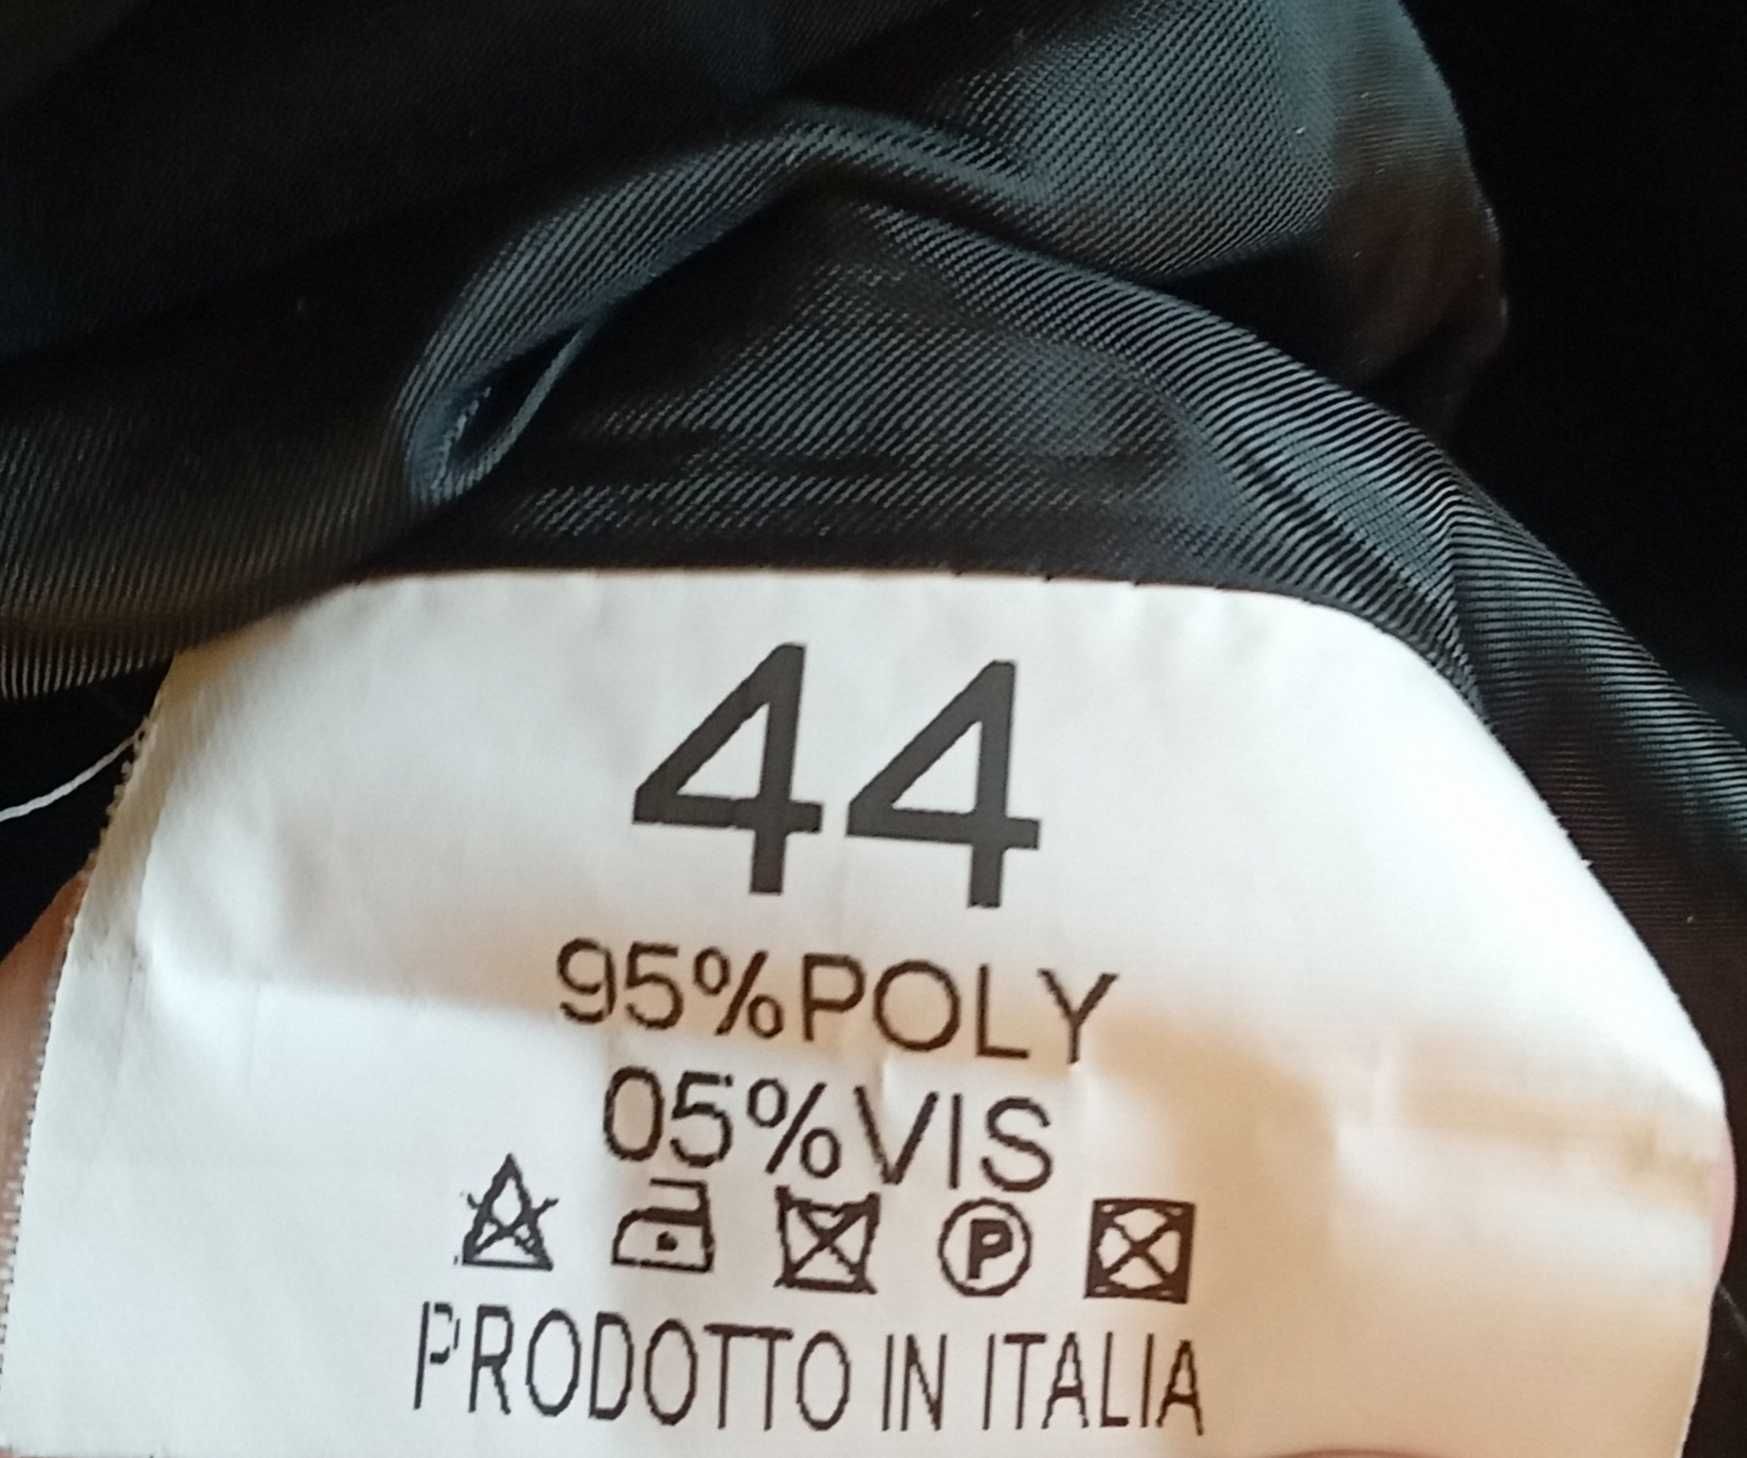 44
95%POLY
05%VIS
P
PRODOTTO IN ITALIA